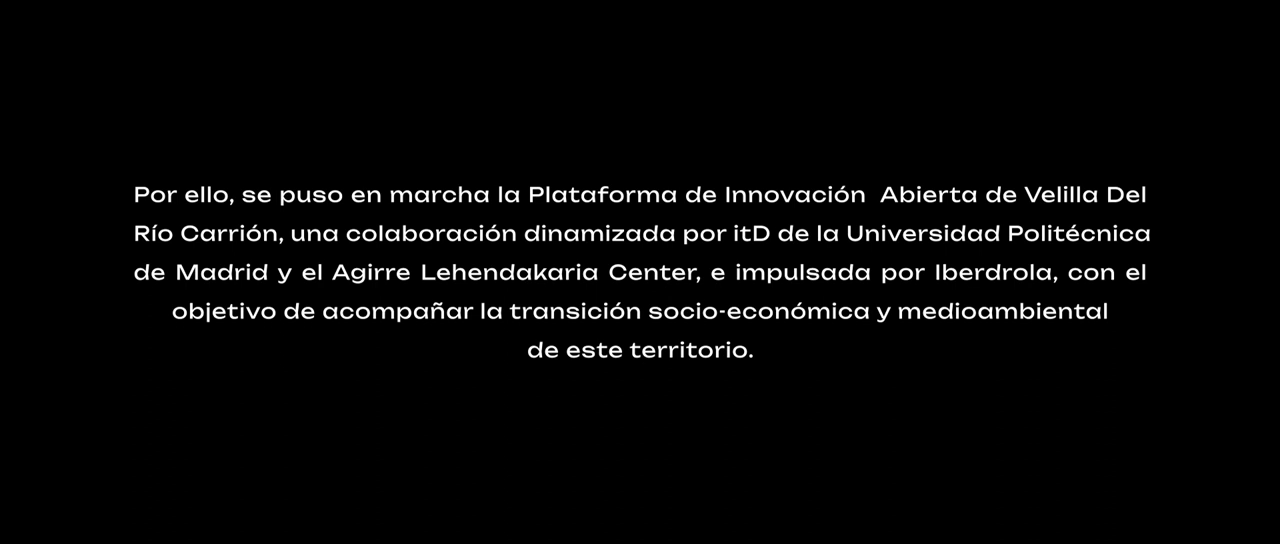 Por ello, se puso en marcha la Plataforma de Innovación  Abierta de Velilla Del
Río Carrión, una colaboración dinamizada por itD de la Universidad Politécnica
de Madrid y el Agirre Lehendakaria Center, e impulsada por Iberdrola, con el
objetivo de acompañar la transición socio-económica y medioambiental
de este territorio.